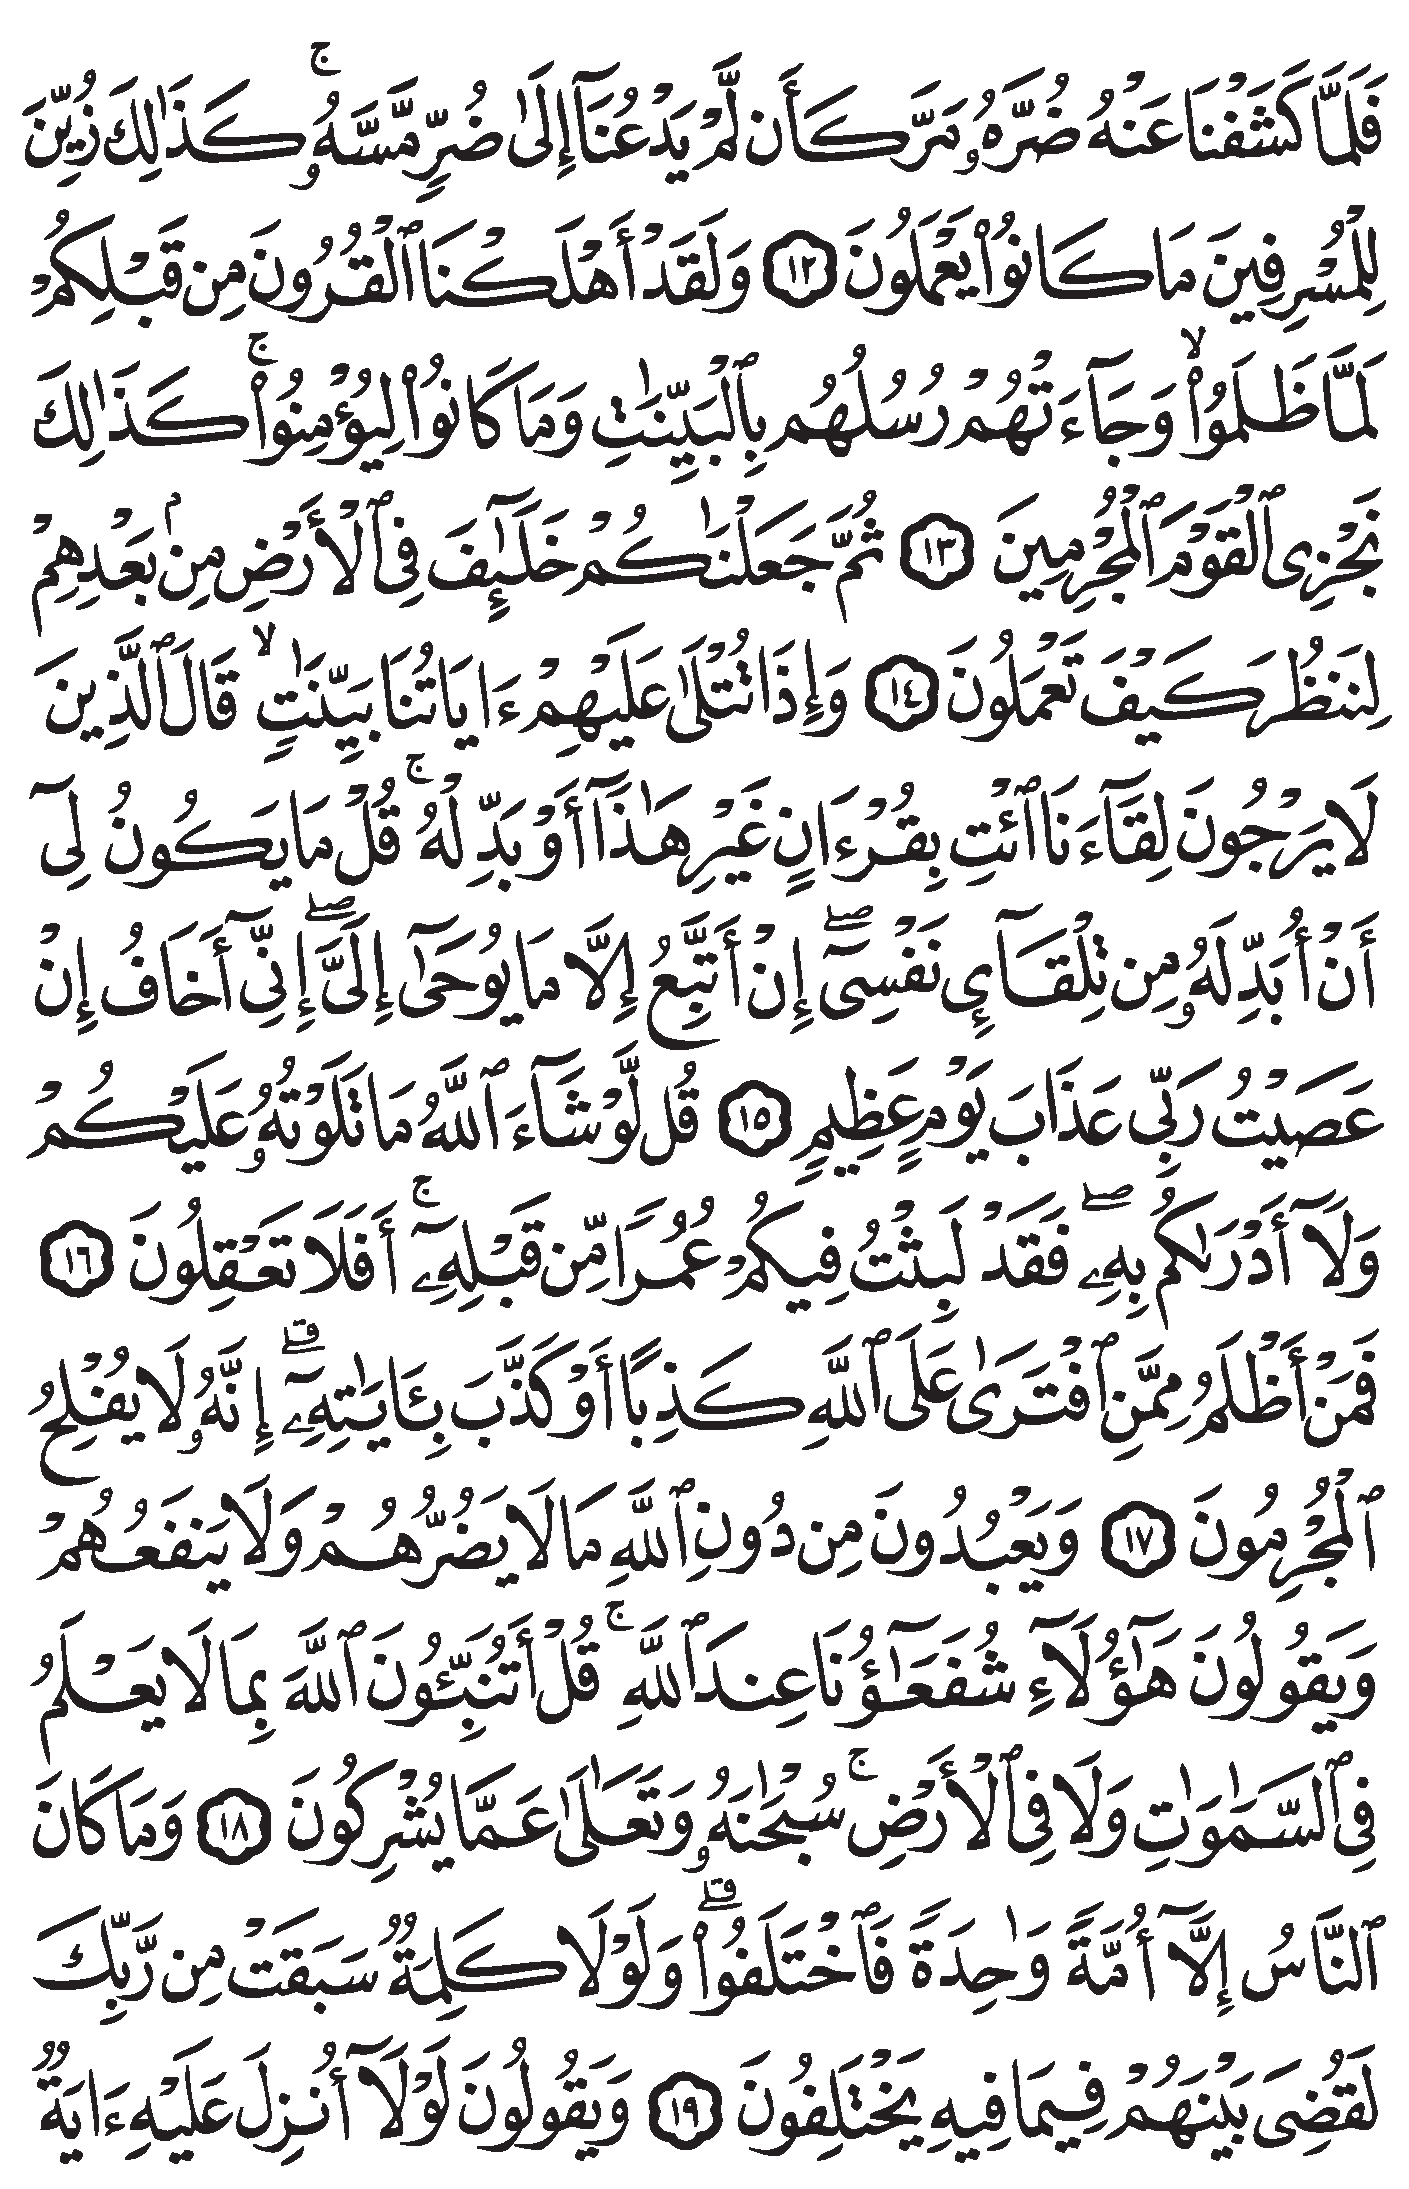 فَلَمَّا كَشَفْنَا عَنْهُ ضُرَّهُۥ مَرَّ كَأَن لَّمْ يَدْعُنَآ إِلَىٰ ضُرٍّ مَّسَّهُۥ ۚ كَذَٰلِكَ زُيِّنَ
لِلْمُسْرِفِينَ مَا كَانُوا۟ يَعْمَلُونَ ١٢ وَلَقَدْ أَهْلَكْنَا ٱلْقُرُونَ مِن قَبْلِكُمْ
لَمَّا ظَلَمُوا۟ ۙ وَجَآءَتْهُمْ رُسُلُهُم بِٱلْبَيِّنَٰتِ وَمَا كَانُوا۟ لِيُؤْمِنُوا۟ ۚ كَذَٰلِكَ
نَجْزِى ٱلْقَوْمَ ٱلْمُجْرِمِينَ ١٣ ثُمَّ جَعَلْنَٰكُمْ خَلَٰٓئِفَ فِى ٱلْأَرْضِ مِنۢ بَعْدِهِمْ
لِنَنظُرَ كَيْفَ تَعْمَلُونَ ١٤ وَإِذَا تُتْلَىٰ عَلَيْهِمْ ءَايَاتُنَا بَيِّنَٰتٍ ۙ قَالَ ٱلَّذِينَ
لَا يَرْجُونَ لِقَآءَنَا ٱئْتِ بِقُرْءَانٍ غَيْرِ هَٰذَآ أَوْ بَدِّلْهُ ۚ قُلْ مَا يَكُونُ لِىٓ
أَنْ أُبَدِّلَهُۥ مِن تِلْقَآئِ نَفْسِىٓ ۖ إِنْ أَتَّبِعُ إِلَّا مَا يُوحَىٰٓ إِلَىَّ ۖ إِنِّىٓ أَخَافُ إِنْ
عَصَيْتُ رَبِّى عَذَابَ يَوْمٍ عَظِيمٍ ١٥ قُل لَّوْ شَآءَ ٱللَّهُ مَا تَلَوْتُهُۥ عَلَيْكُمْ
وَلَآ أَدْرَىٰكُم بِهِۦ ۖ فَقَدْ لَبِثْتُ فِيكُمْ عُمُرًا مِّن قَبْلِهِۦٓ ۚ أَفَلَا تَعْقِلُونَ ١٦
فَمَنْ أَظْلَمُ مِمَّنِ ٱفْتَرَىٰ عَلَى ٱللَّهِ كَذِبًا أَوْ كَذَّبَ بِـَٔايَٰتِهِۦٓ ۗ إِنَّهُۥ لَا يُفْلِحُ
ٱلْمُجْرِمُونَ ١٧ وَيَعْبُدُونَ مِن دُونِ ٱللَّهِ مَا لَا يَضُرُّهُمْ وَلَا يَنفَعُهُمْ
وَيَقُولُونَ هَٰٓؤُلَآءِ شُفَعَٰٓؤُنَا عِندَ ٱللَّهِ ۚ قُلْ أَتُنَبِّـُٔونَ ٱللَّهَ بِمَا لَا يَعْلَمُ
فِى ٱلسَّمَٰوَٰتِ وَلَا فِى ٱلْأَرْضِ ۚ سُبْحَٰنَهُۥ وَتَعَٰلَىٰ عَمَّا يُشْرِكُونَ ١٨ وَمَا كَانَ
ٱلنَّاسُ إِلَّآ أُمَّةً وَٰحِدَةً فَٱخْتَلَفُوا۟ ۗ وَلَوْلَا كَلِمَةٌ سَبَقَتْ مِن رَّبِّكَ
لَقُضِىَ بَيْنَهُمْ فِيمَا فِيهِ يَخْتَلِفُونَ ١٩ وَيَقُولُونَ لَوْلَآ أُنزِلَ عَلَيْهِ ءَايَةٌ